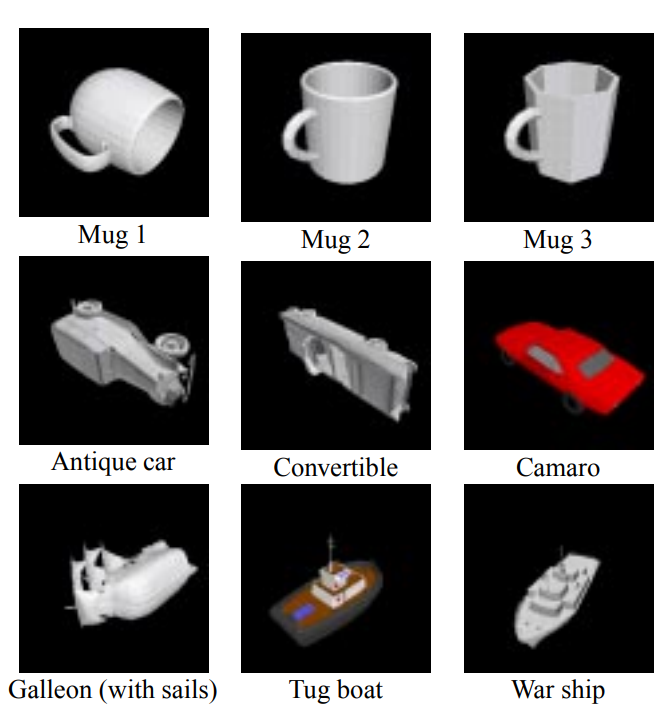 Mug 1
Mug 2
Mug 3
Antique car
Convertible
Camaro
Galleon (with sails)
Tug boat
War ship